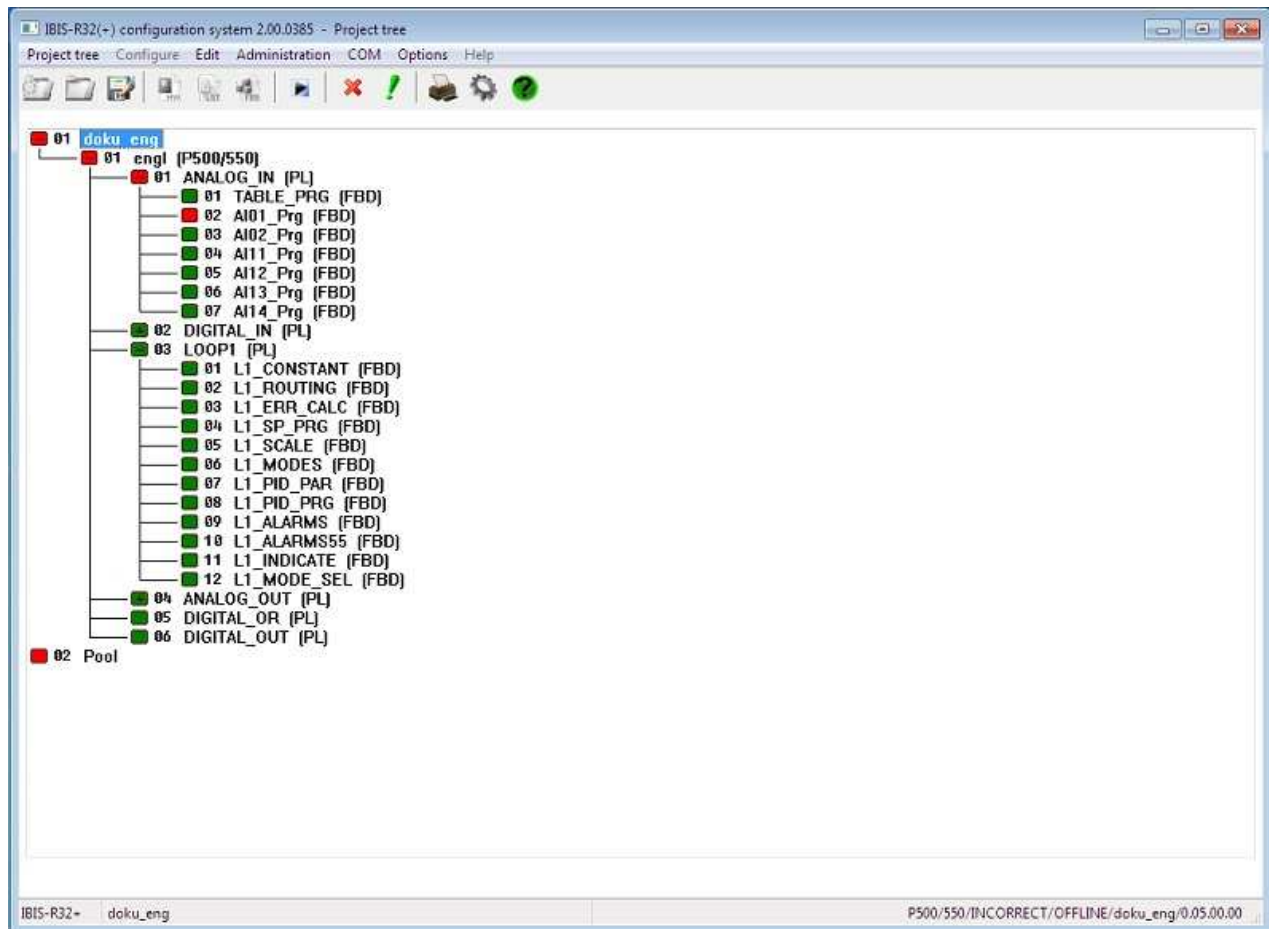 IBIS-R32(+) configuration system 2.00.0385 - Project tree
Project tree Configure Edit Administration COM Options Help
01 doku_eng
01 engl (P500/550)
01 ANALOG_IN (PL)
01 TABLE_PRG (FBD)
02 AI01_Prg (FBD)
03 AI02_Prg (FBD)
04 AI11_Prg (FBD)
05 AI12_Prg (FBD)
06 AI13_Prg (FBD)
07 AI14_Prg (FBD)
02 DIGITAL_IN (PL)
03 LOOP1 (PL)
01 L1_CONSTANT (FBD)
02 L1_ROUTING (FBD)
03 L1_ERR_CALC (FBD)
04 L1_SP_PRG (FBD)
05 L1_SCALE (FBD)
06 L1_MODES (FBD)
07 L1_PID_PAR (FBD)
08 L1_PID_PRG (FBD)
09 L1_ALARMS (FBD)
10 L1_ALARMS55 (FBD)
11 L1_INDICATE (FBD)
12 L1_MODE_SEL (FBD)
04 ANALOG_OUT (PL)
05 DIGITAL_OR (PL)
06 DIGITAL_OUT (PL)
02 Pool
IBIS-R32+ doku_eng P500/550/INCORRECT/OFFLINE/doku_eng/0.05.00.00